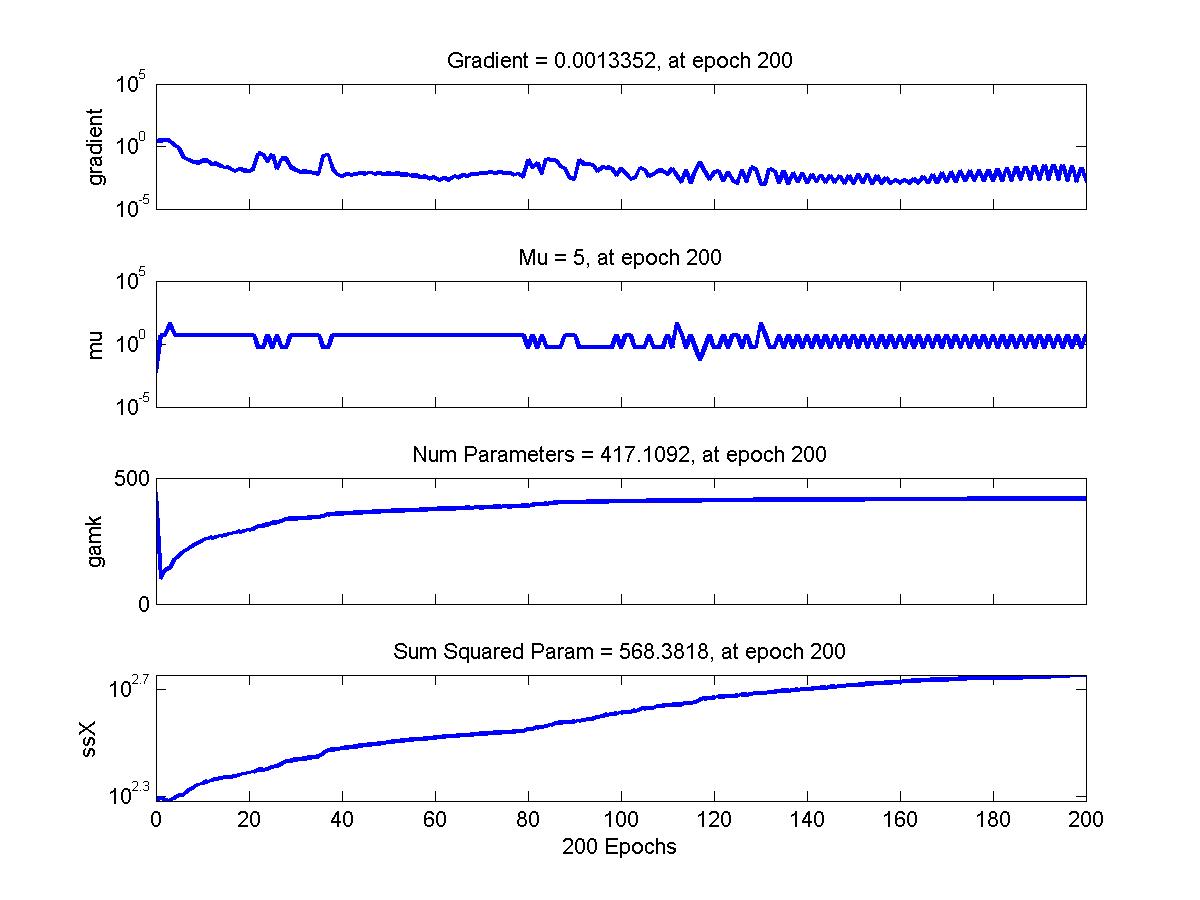 Gradient = 0.0013352, at epoch 200
10^5
10^0
10^-5
gradient
Mu = 5, at epoch 200
10^5
10^0
10^-5
mu
Num Parameters = 417.1092, at epoch 200
500
0
gamk
Sum Squared Param = 568.3818, at epoch 200
10^2.7
10^2.3
ssX
0 20 40 60 80 100 120 140 160 180 200
200 Epochs